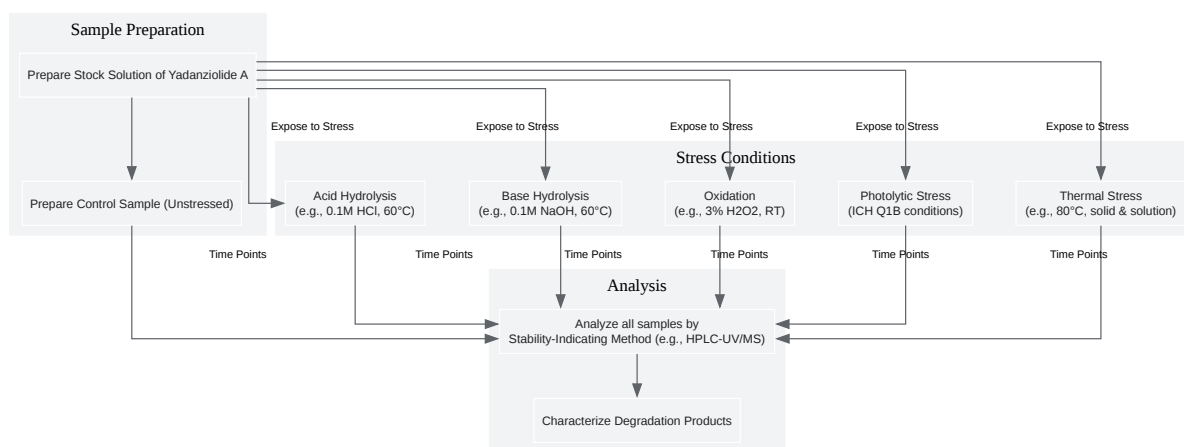 Sample Preparation
Prepare Stock Solution of Yadanziolide A
Expose to Stress
Expose to Stress
Expose to Stress
Expose to Stress
Expose to Stress
Stress Conditions
Prepare Control Sample (Unstressed)
Acid Hydrolysis
(e.g., 0.1M HCl, 60°C)
Base Hydrolysis
(e.g., 0.1M NaOH, 60°C)
Oxidation
(e.g., 3% H2O2, RT)
Photolytic Stress
(ICH Q1B conditions)
Thermal Stress
(e.g., 80°C, solid & solution)
Time Points
Time Points
Time Points
Time Points
Time Points
Time Points
Analysis
Analyze all samples by
Stability-Indicating Method (e.g., HPLC-UV/MS)
Characterize Degradation Products